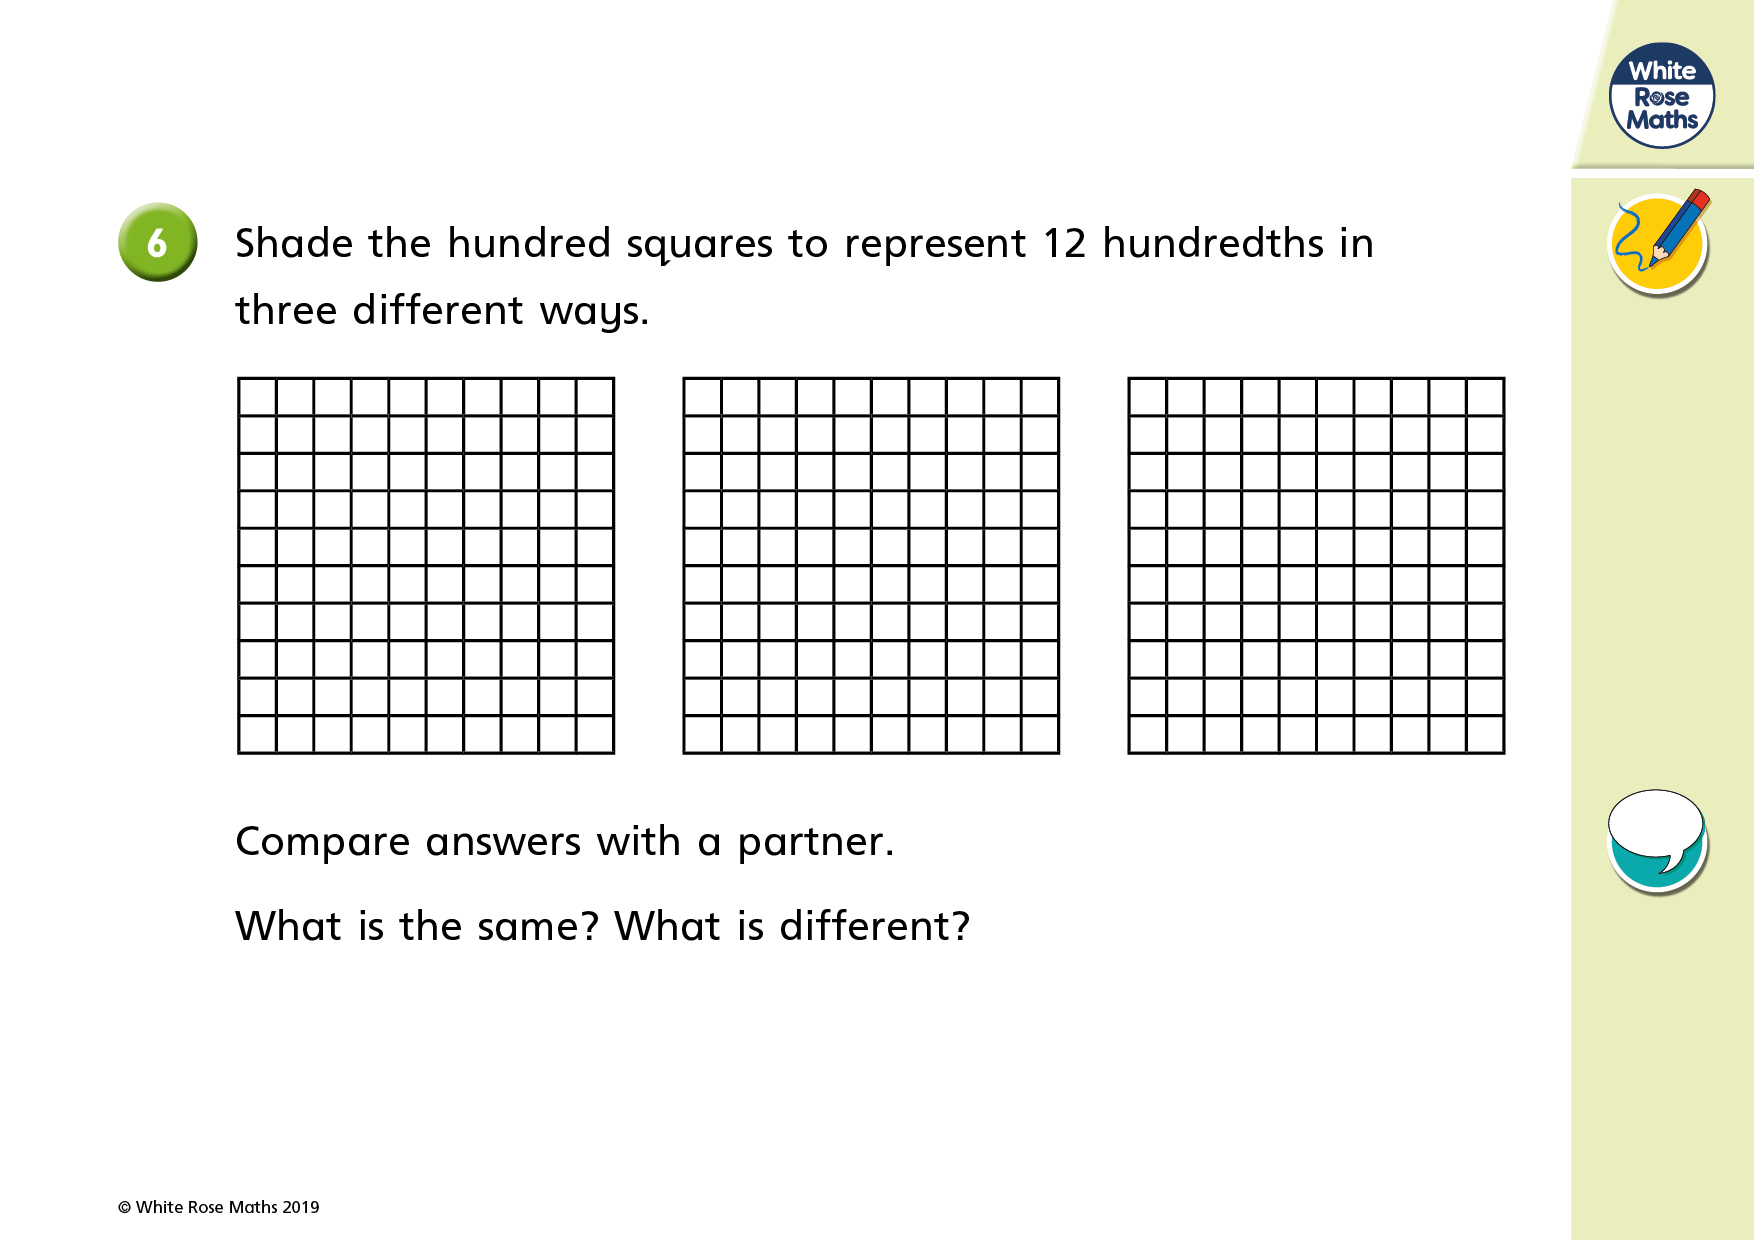 White
Rose
Maths
6
Shade the hundred squares to represent 12 hundredths in
three different ways.
Compare answers with a partner.
What is the same? What is different?
© White Rose Maths 2019